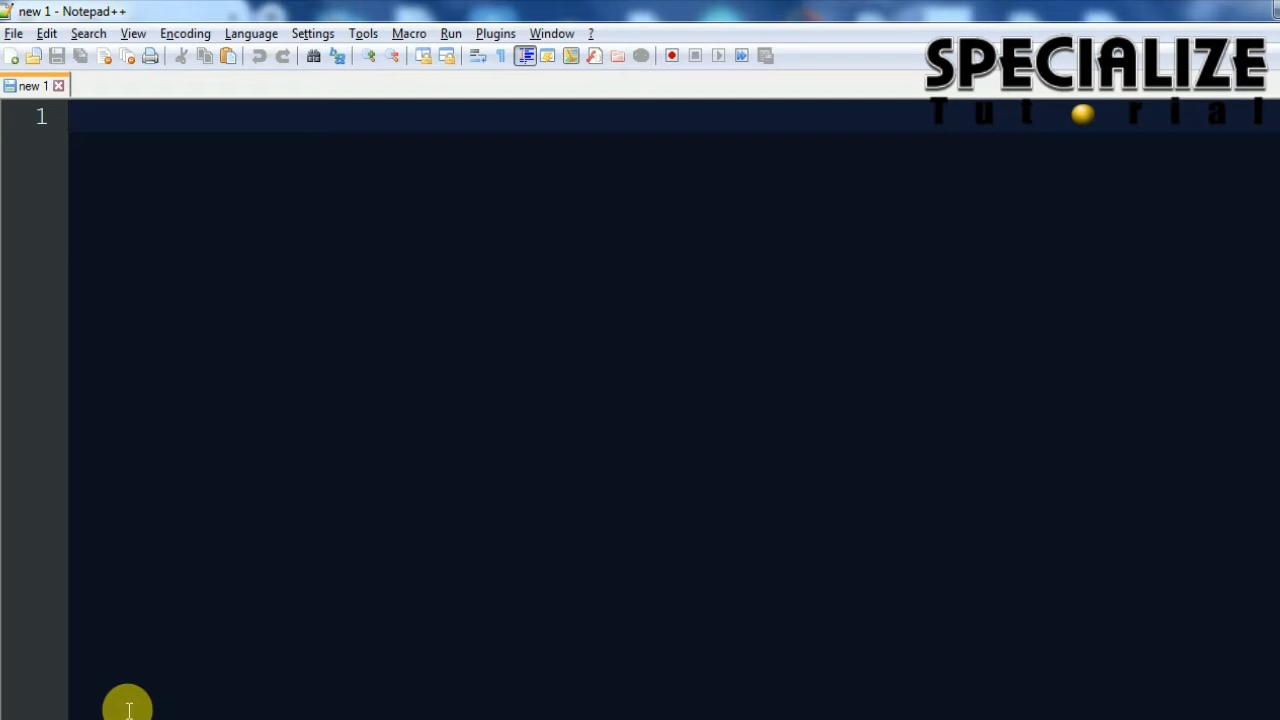 new 1 - Notepad++
File Edit Search View Encoding Language Settings Tools Macro Run Plugins Window ?
SPECIALIZE
Tutorial
new 1
1